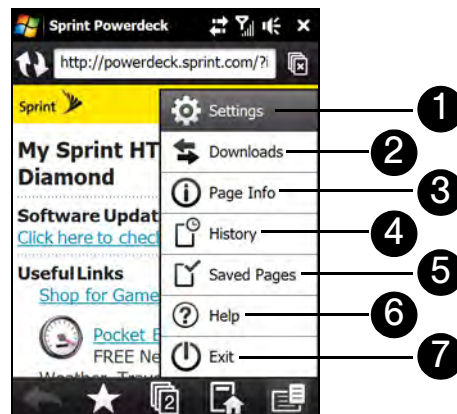 Sprint Powerdeck
http://powerdeck.sprint.com/?i
Sprint
Settings 1
Downloads 2
Page Info 3
History 4
Saved Pages 5
Help 6
Exit 7
My Sprint HT
Diamond
Software Updat
Click here to chec
Useful Links
Shop for Game
Pocket E
FREE Ne
Weather, Trave
2